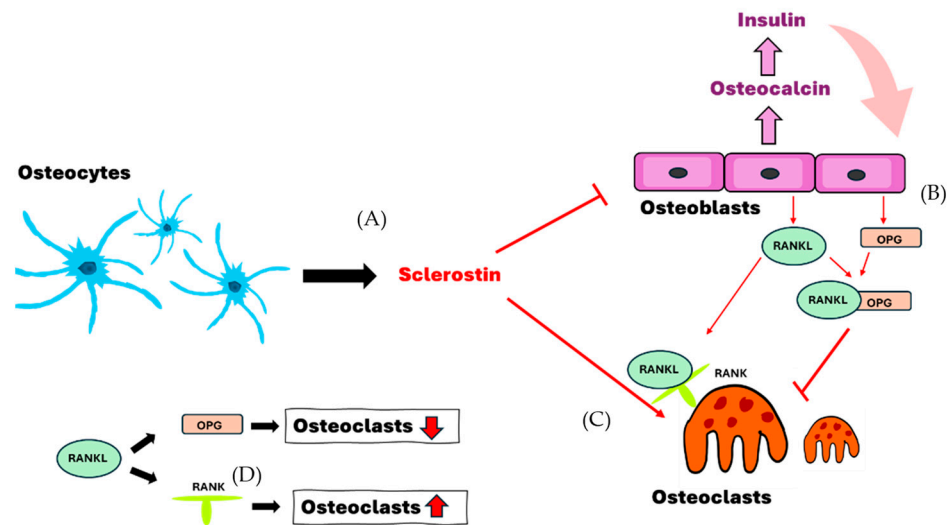 Insulin
Osteocalcin
Osteocytes
(A)
Osteoblasts
(B)
Sclerostin
RANKL
OPG
RANKL
OPG
RANKL
RANK
(C)
OPG
Osteoclasts
RANKL
RANK
(D)
Osteoclasts
Osteoclasts